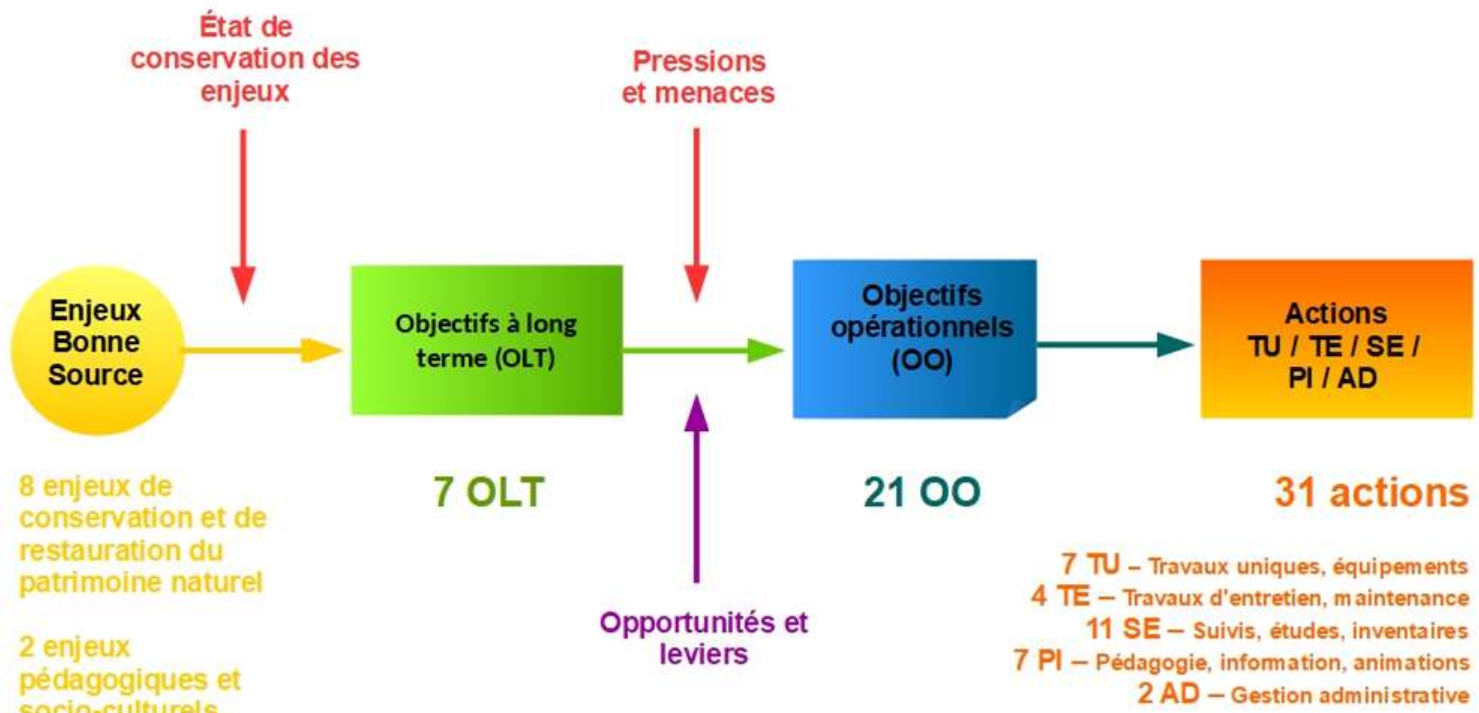 État de
conservation des
enjeux
Pressions
et menaces
Enjeux
Bonne
Source
Objectifs à long
terme (OLT)
Objectifs
opérationnels
(OO)
Actions
TU / TE / SE /
PI / AD
8 enjeux de
conservation et de
restauration du
patrimoine naturel
2 enjeux
pédagogiques et
socio-culturels
7 OLT
Opportunités et
leviers
21 OO
31 actions
7 TU – Travaux uniques, équipements
4 TE – Travaux d'entretien, maintenance
11 SE – Suivis, études, inventaires
7 PI – Pédagogie, information, animations
2 AD – Gestion administrative